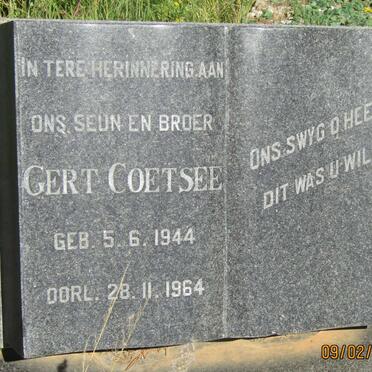 IN TERE HERINNERING AAN
ONS SEUN EN BROER
GERT COETSEE
GEB. 5. 6. 1944
OORL. 28. 11. 1964
ONS SWYG O HEE
DIT WAS U WIL
09/02/